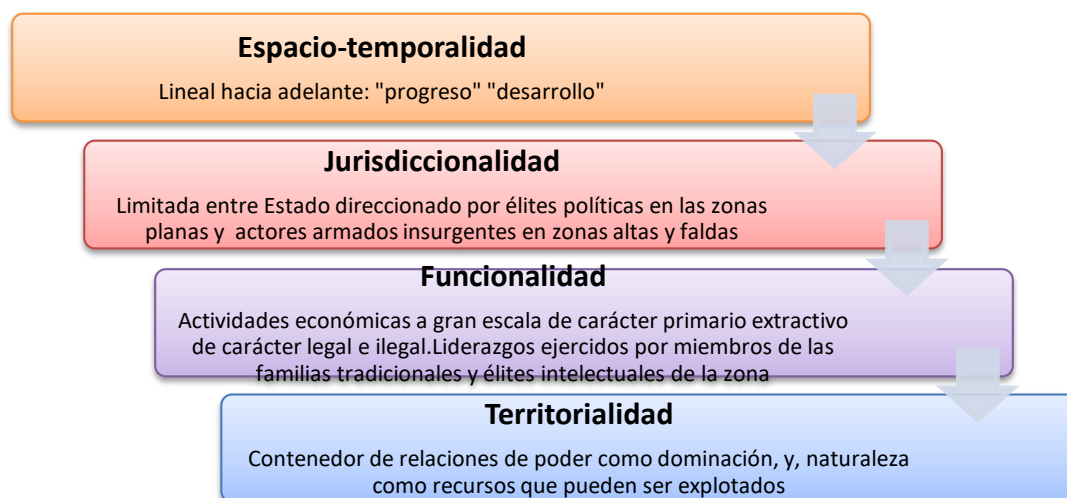 Espacio-temporalidad
Lineal hacia adelante: "progreso" "desarrollo"
Jurisdiccionalidad
Limitada entre Estado direccionado por élites políticas en las zonas
planas y actores armados insurgentes en zonas altas y faldas
Funcionalidad
Actividades económicas a gran escala de carácter primario extractivo
de carácter legal e ilegal.Liderazgos ejercidos por miembros de las
familias tradicionales y élites intelectuales de la zona
Territorialidad
Contenedor de relaciones de poder como dominación, y, naturaleza
como recursos que pueden ser explotados